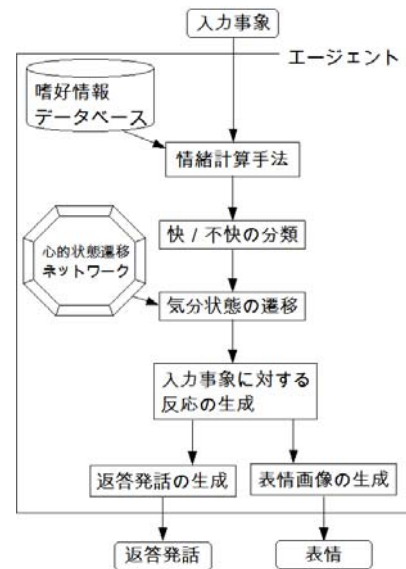 入力事象
エージェント
嗜好情報
データベース
情緒計算手法
快 / 不快の分類
心的状態遷移
ネットワーク
気分状態の遷移
入力事象に対する
反応の生成
返答発話の生成
表情画像の生成
返答発話
表情